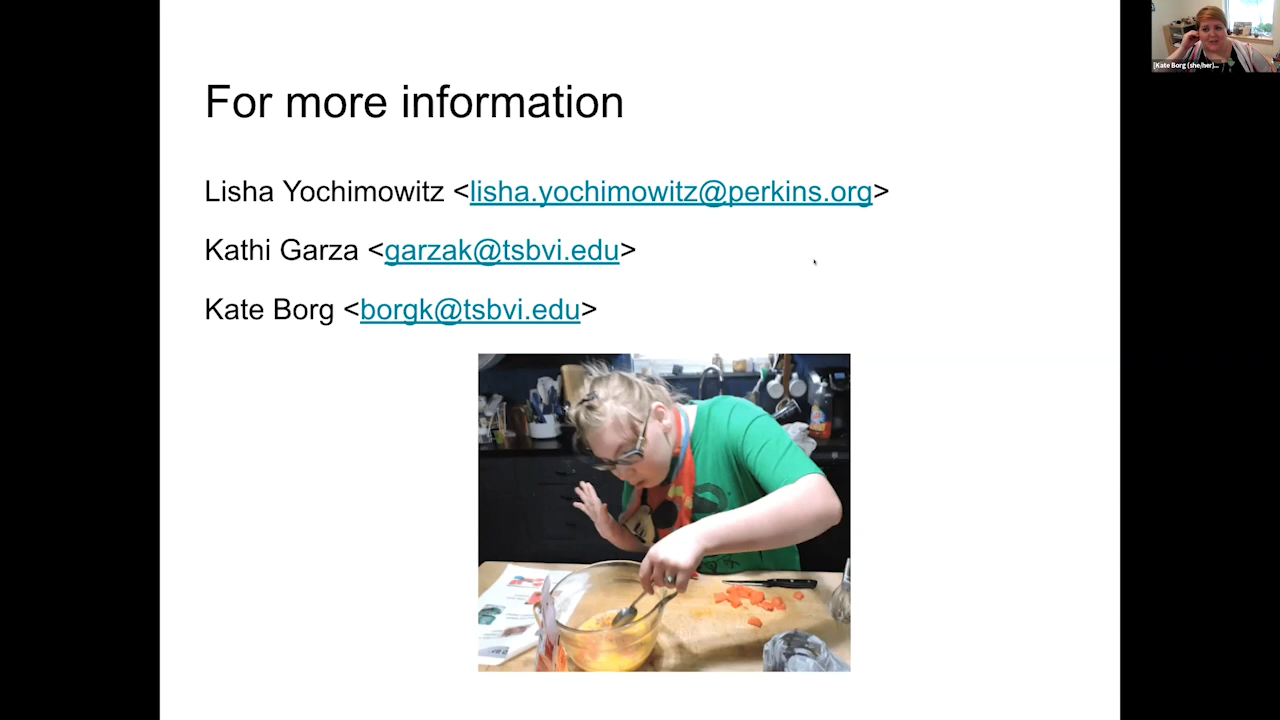 For more information
Lisha Yochimowitz <lisha.yochimowitz@perkins.org>
Kathi Garza <garzak@tsbvi.edu>
Kate Borg <borgk@tsbvi.edu>
[Kate Borg (she/her)...